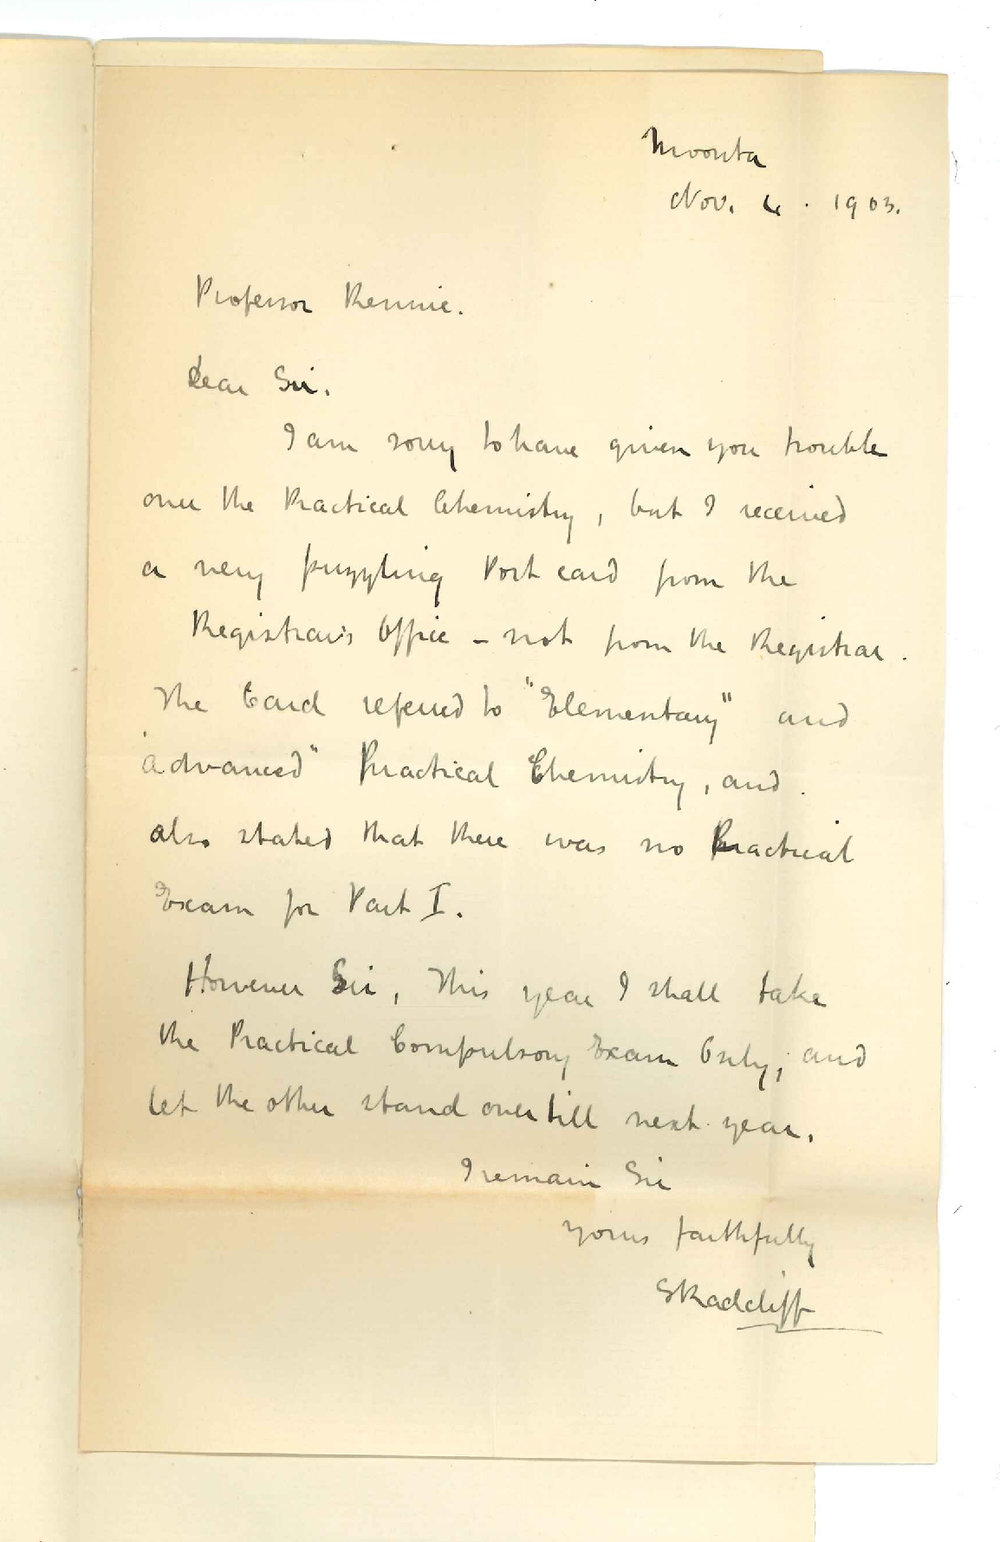 Moonta
Nov. 4. 1903.
Professor Rennie.
Dear Sir.
I am sorry to have given you trouble
over the Practical Chemistry, but I received
a very puzzling Post card from the
Registrar's Office - not from the Registrar.
The Card referred to "Elementary" and
"advanced" Practical Chemistry, and
also stated that there was no Practical
Exam for Part I.
However Sir, This year I shall take
the Practical Compulsory Exam Only; and
let the other stand over till next year.
I remain Sir
yours faithfully
S Radcliff